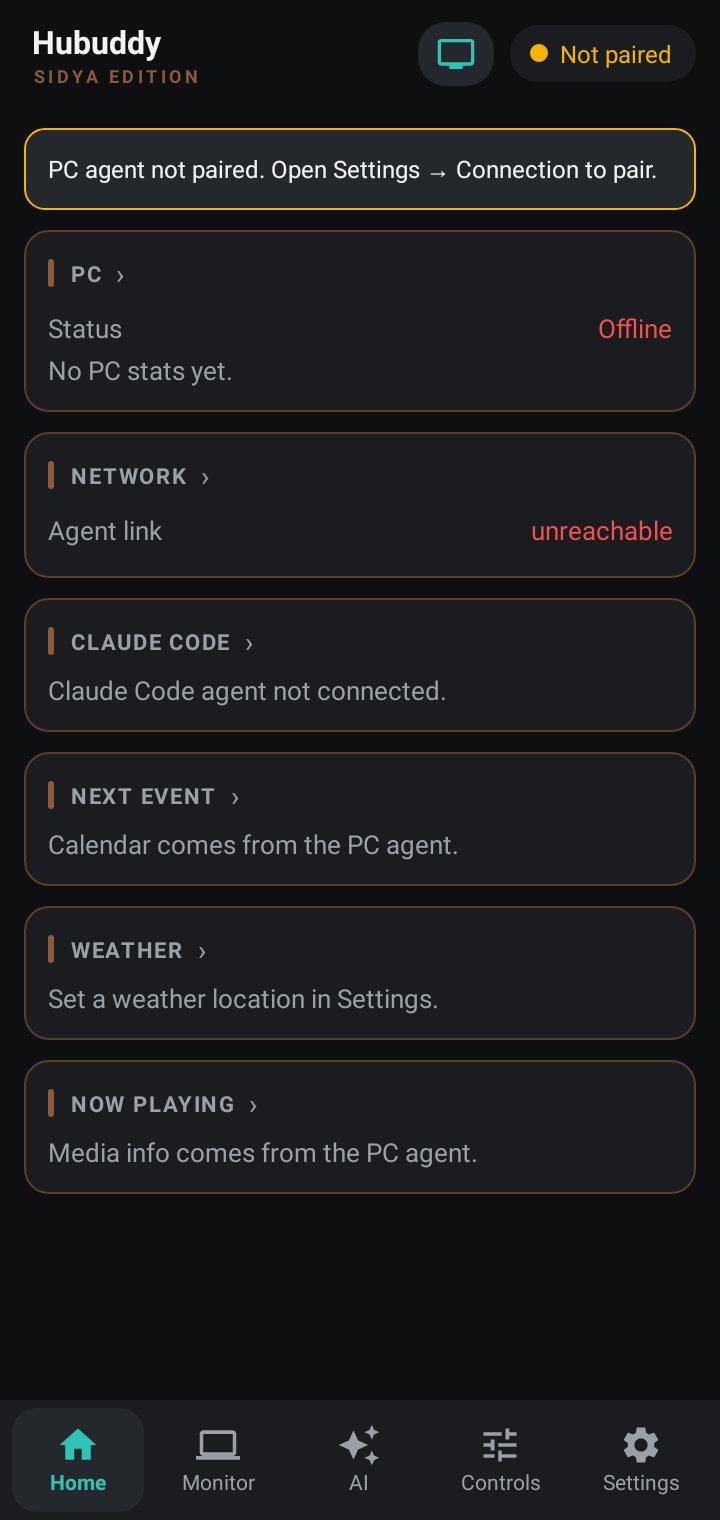 Hubuddy
SIDYA EDITION
Not paired
PC agent not paired. Open Settings → Connection to pair.
PC ›
Status Offline
No PC stats yet.
NETWORK ›
Agent link unreachable
CLAUDE CODE ›
Claude Code agent not connected.
NEXT EVENT ›
Calendar comes from the PC agent.
WEATHER ›
Set a weather location in Settings.
NOW PLAYING ›
Media info comes from the PC agent.
Home Monitor AI Controls Settings